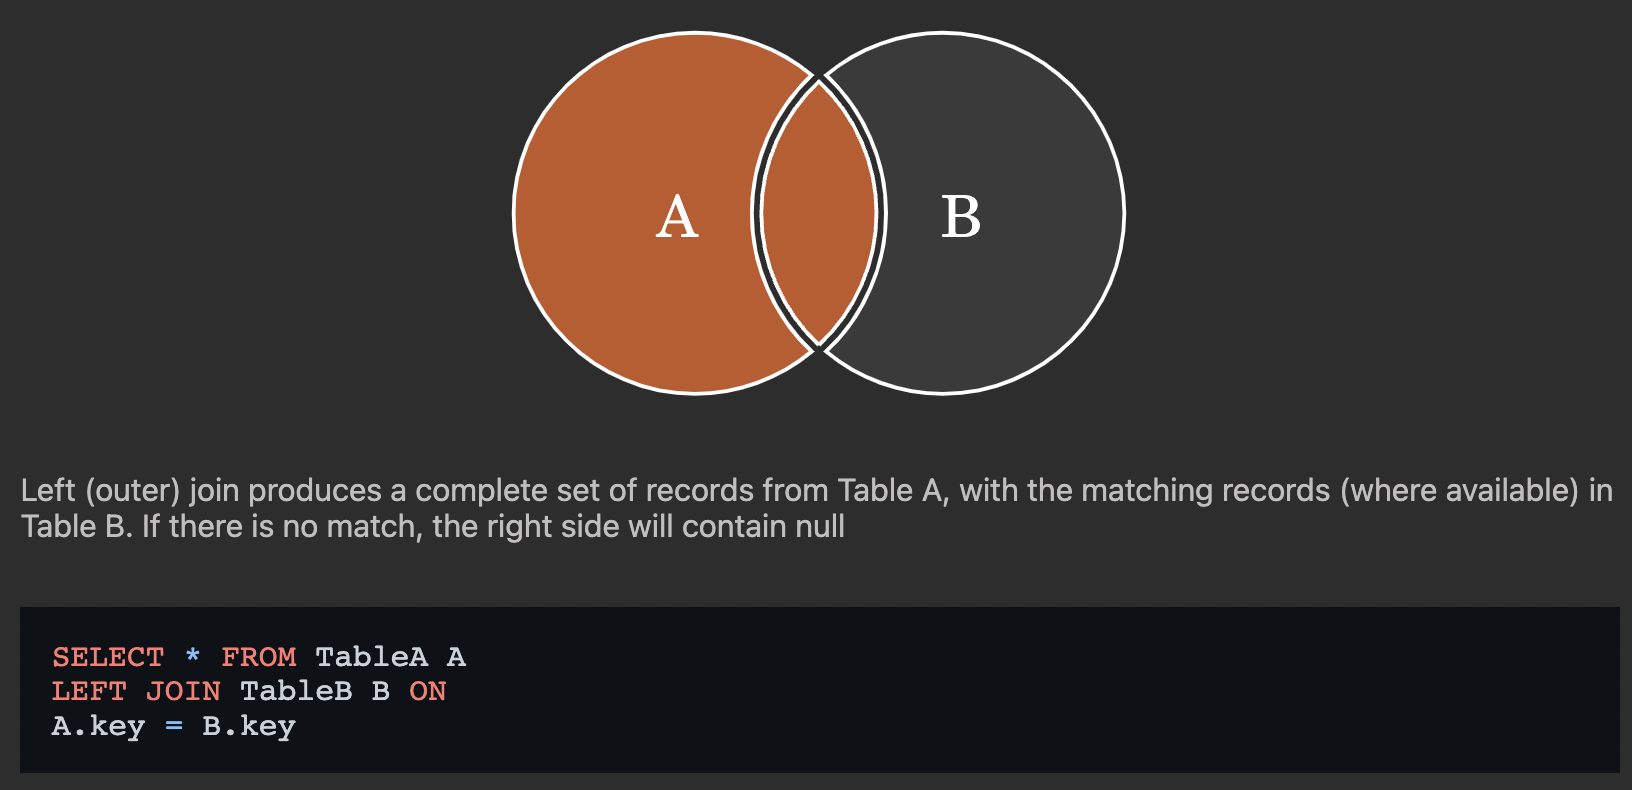 A B
Left (outer) join produces a complete set of records from Table A, with the matching records (where available) in
Table B. If there is no match, the right side will contain null
SELECT * FROM TableA A
LEFT JOIN TableB B ON
A.key = B.key